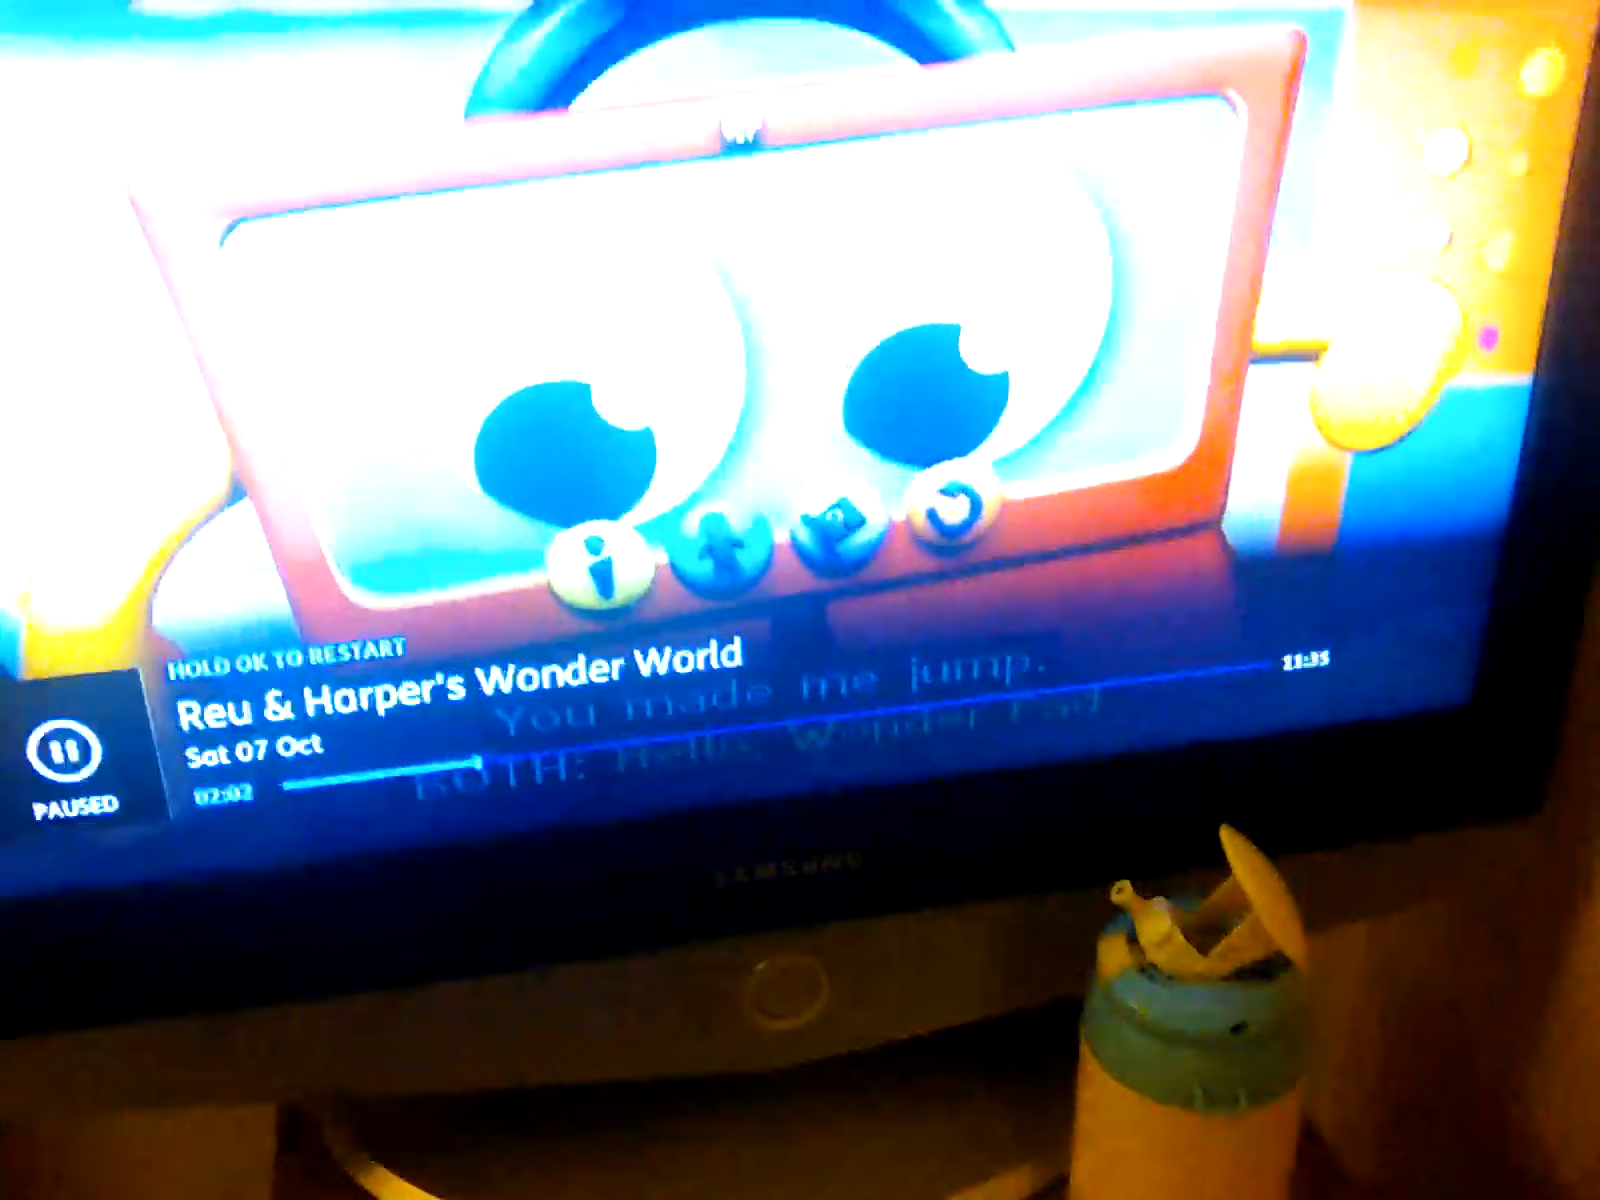 HOLD OK TO RESTART
Reu & Harper's Wonder World
You made me jump.
Sat 07 Oct
BOTH: Hello, Wonder Pad
02:02
11:35
PAUSED
SAMSUNG